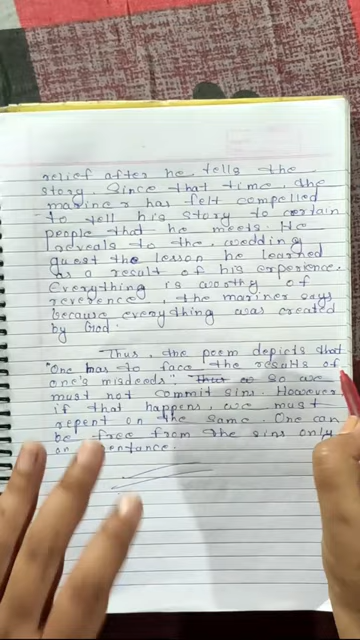 relief after he tells the
story. Since that time, the
mariner has felt compelled
to tell his story to certain
people that he meets. He
reveals to the wedding
guest the lesson he learned
as a result of his experience.
Everything is worthy of
reverence, the mariner says
because everything was created
by God.
Thus, the poem depicts that
"One has to face the results of
one's misdeeds." So we
must not commit sins. However
if that happens, we must
repent on the same. One can
be free from the sins only
on